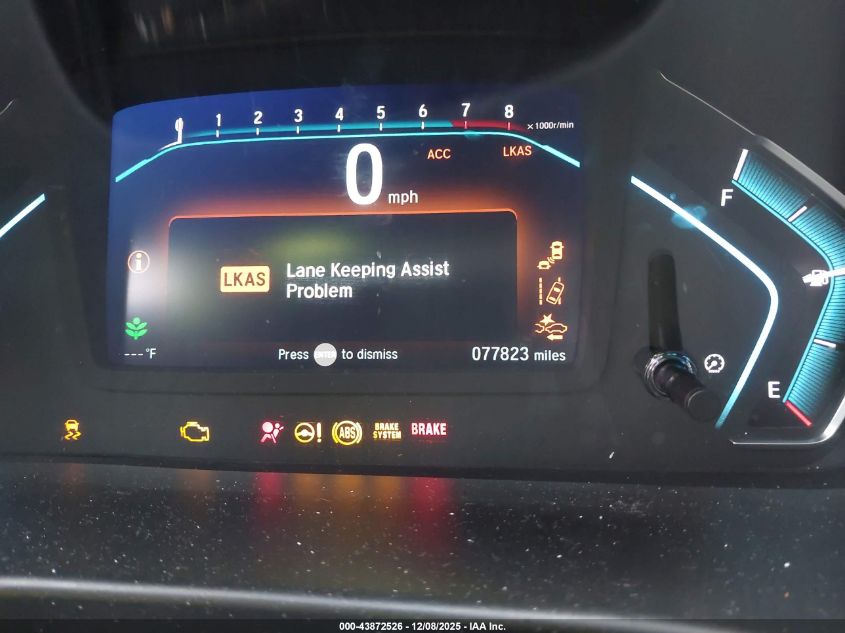 1 2 3 4 5 6 7 8
x1000r/min
0 mph
ACC
LKAS
LKAS
Lane Keeping Assist
Problem
---°F
Press ENTER to dismiss
077823 miles
F
E
!
ABS
BRAKE
SYSTEM
BRAKE
000-43872526 - 12/08/2025 - IAA Inc.